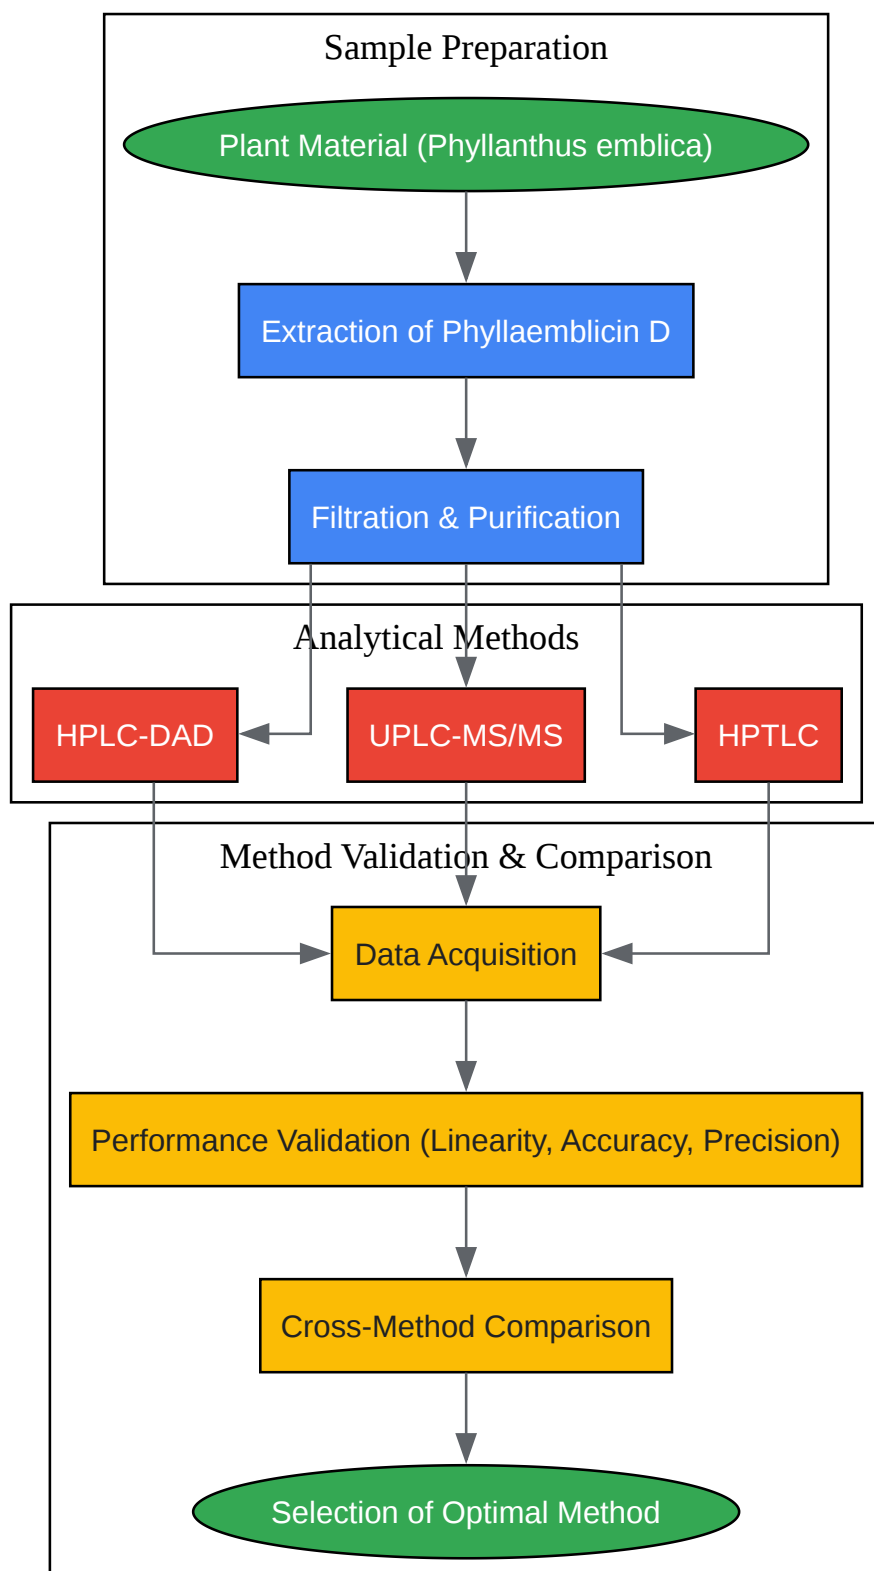 Sample Preparation
Plant Material (Phyllanthus emblica)
Extraction of Phyllaemblicin D
Filtration & Purification
Analytical Methods
HPLC-DAD
UPLC-MS/MS
HPTLC
Method Validation & Comparison
Data Acquisition
Performance Validation (Linearity, Accuracy, Precision)
Cross-Method Comparison
Selection of Optimal Method